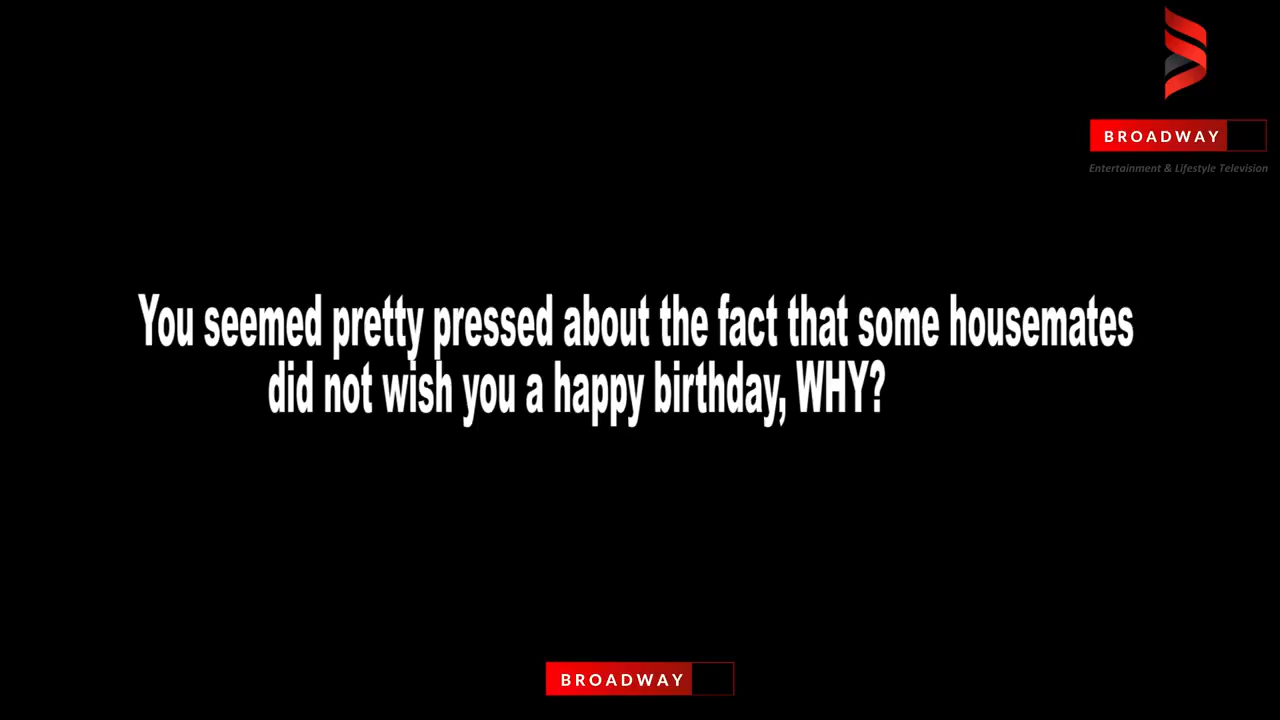 BROADWAY
Entertainment & Lifestyle Television
You seemed pretty pressed about the fact that some housemates
did not wish you a happy birthday, WHY?
BROADWAY